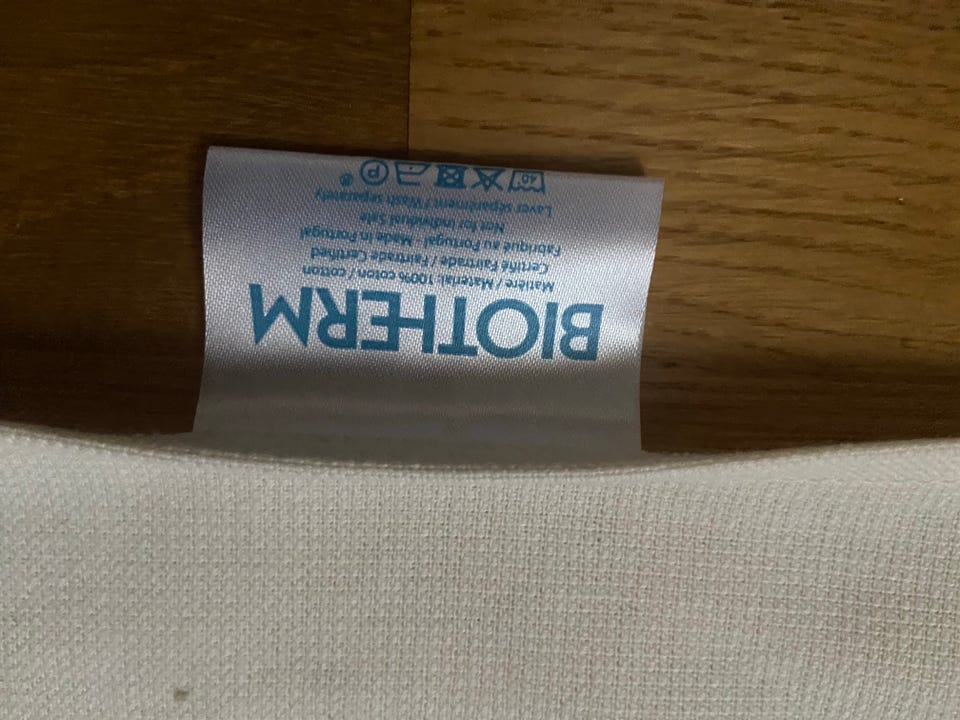 BIOTHERM
Matière / Material: 100% coton / cotton
Certifié Fairtrade / Fairtrade Certified
Fabriqué au Portugal - Made in Portugal
Not for Individual Sale
Laver séparément / Wash separately
40°
P
®